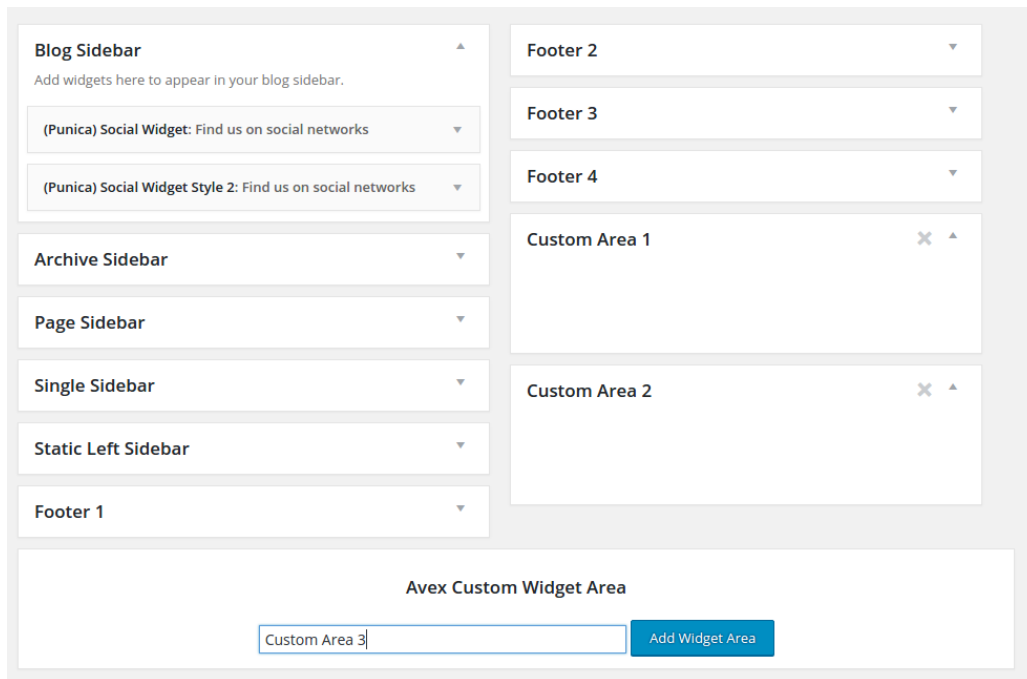 Blog Sidebar
Add widgets here to appear in your blog sidebar.
(Punica) Social Widget: Find us on social networks
(Punica) Social Widget Style 2: Find us on social networks
Archive Sidebar
Page Sidebar
Single Sidebar
Static Left Sidebar
Footer 1
Footer 2
Footer 3
Footer 4
Custom Area 1
Custom Area 2
Avex Custom Widget Area
Custom Area 3
Add Widget Area